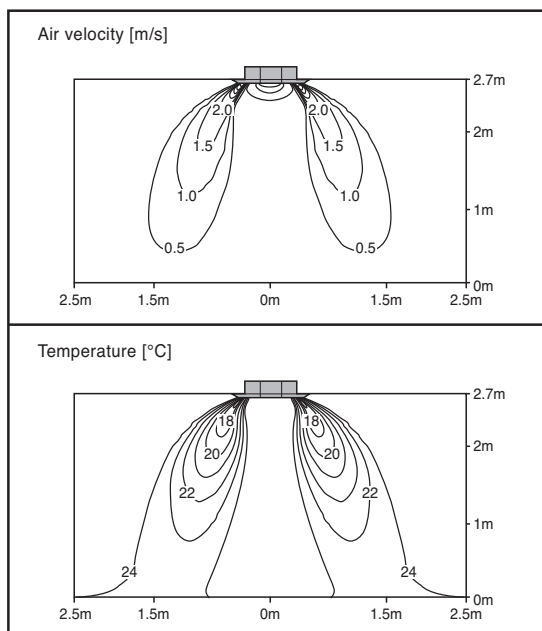 Air velocity [m/s]
2.7m
2.0 2.0
2m
1.5 1.5
1.0 1.0
1m
0.5 0.5
0m
2.5m 1.5m 0m 1.5m 2.5m
Temperature [°C]
2.7m
18 18
2m
20 20
22 22
1m
24 24
0m
2.5m 1.5m 0m 1.5m 2.5m